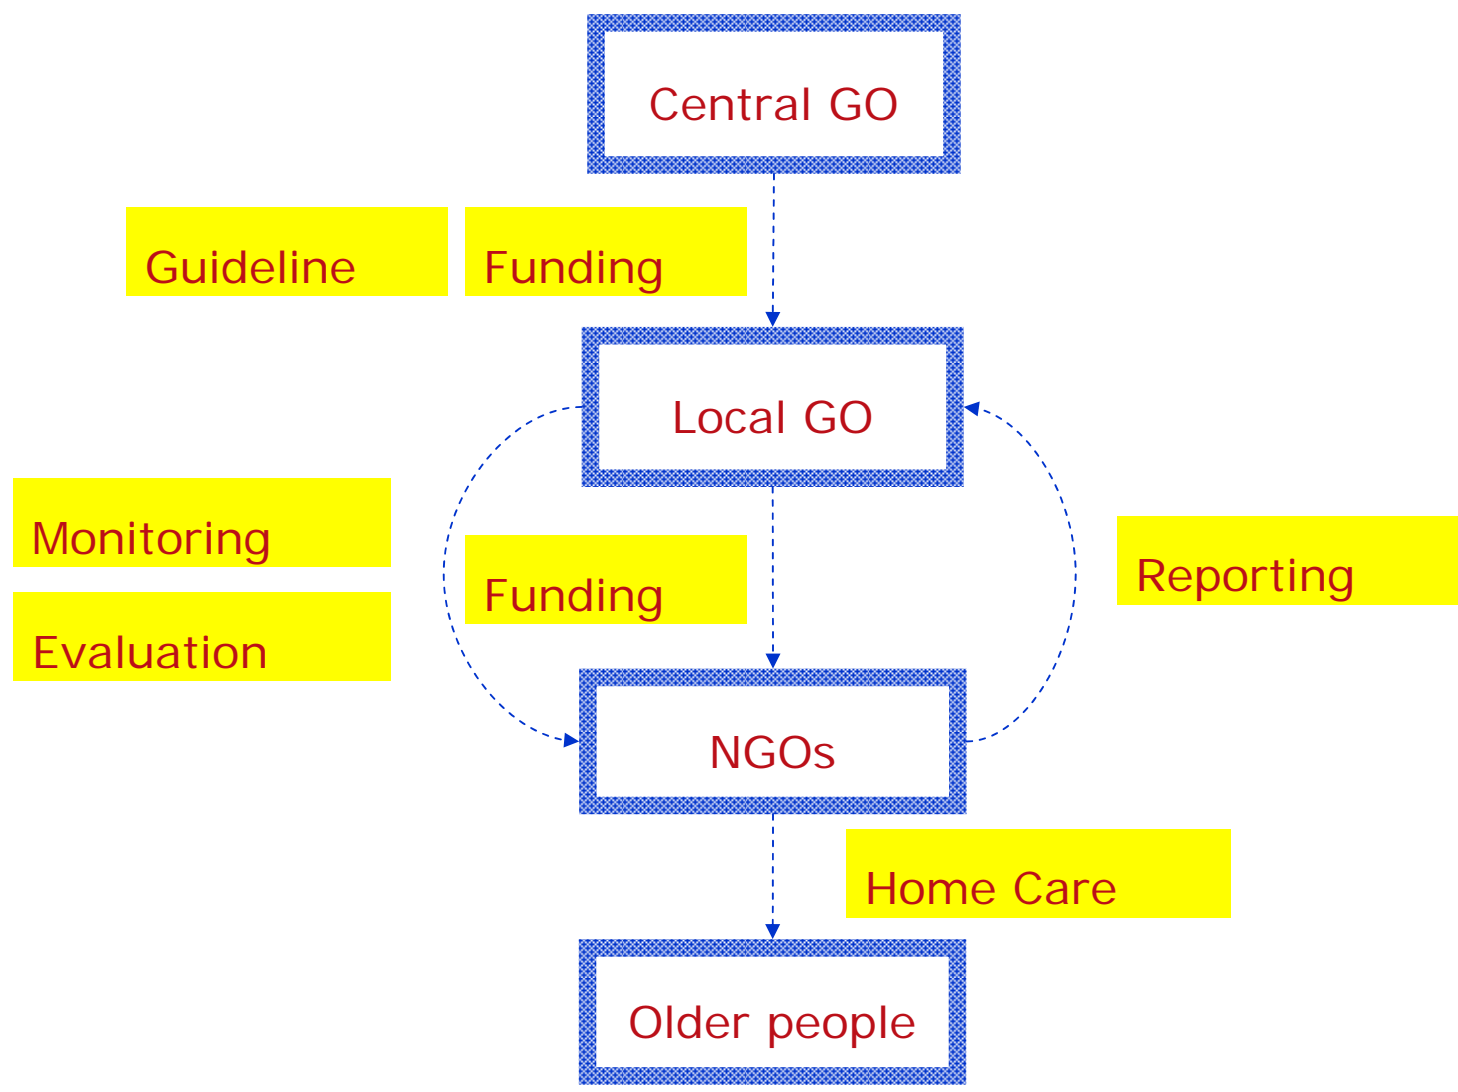 Central GO
Guideline
Funding
Local GO
Monitoring
Funding
Reporting
Evaluation
NGOs
Home Care
Older people